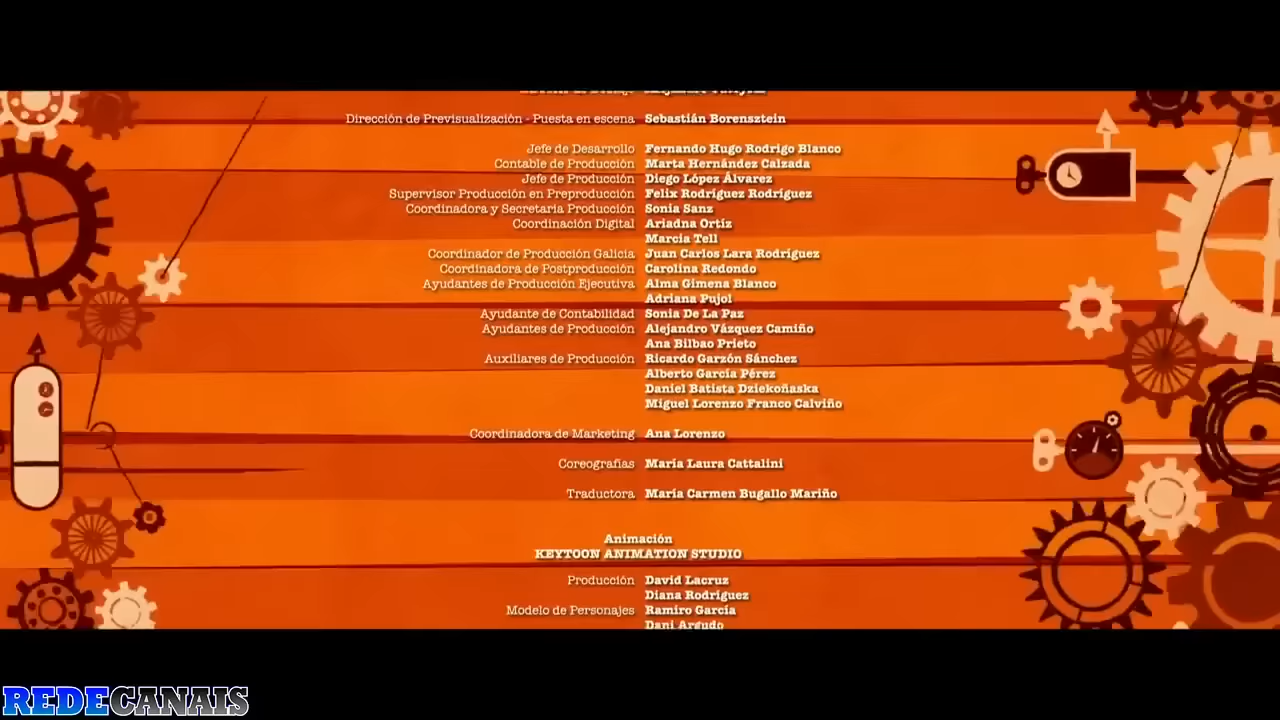 Dirección de Previsualización - Puesta en escena Sebastián Borensztein
Jefe de Desarrollo Fernando Hugo Rodrigo Blanco
Contable de Producción Marta Hernández Calzada
Jefe de Producción Diego López Álvarez
Supervisor Producción en Preproducción Felix Rodríguez Rodríguez
Coordinadora y Secretaria Producción Sonia Sanz
Coordinación Digital Ariadna Ortíz
Marcia Tell
Coordinador de Producción Galicia Juan Carlos Lara Rodríguez
Coordinadora de Postproducción Carolina Redondo
Ayudantes de Producción Ejecutiva Alma Gimena Blanco
Adriana Pujol
Ayudante de Contabilidad Sonia De La Paz
Ayudantes de Producción Alejandro Vázquez Camiño
Ana Bilbao Prieto
Auxiliares de Producción Ricardo Garzón Sánchez
Alberto García Pérez
Daniel Batista Dziekoñaska
Miguel Lorenzo Franco Calviño
Coordinadora de Marketing Ana Lorenzo
Coreografías María Laura Cattalini
Traductora María Carmen Bugallo Mariño
Animación
KEYTOON ANIMATION STUDIO
Producción David Lacruz
Diana Rodríguez
Modelo de Personajes Ramiro García
Dani Argudo
REDECANAIS